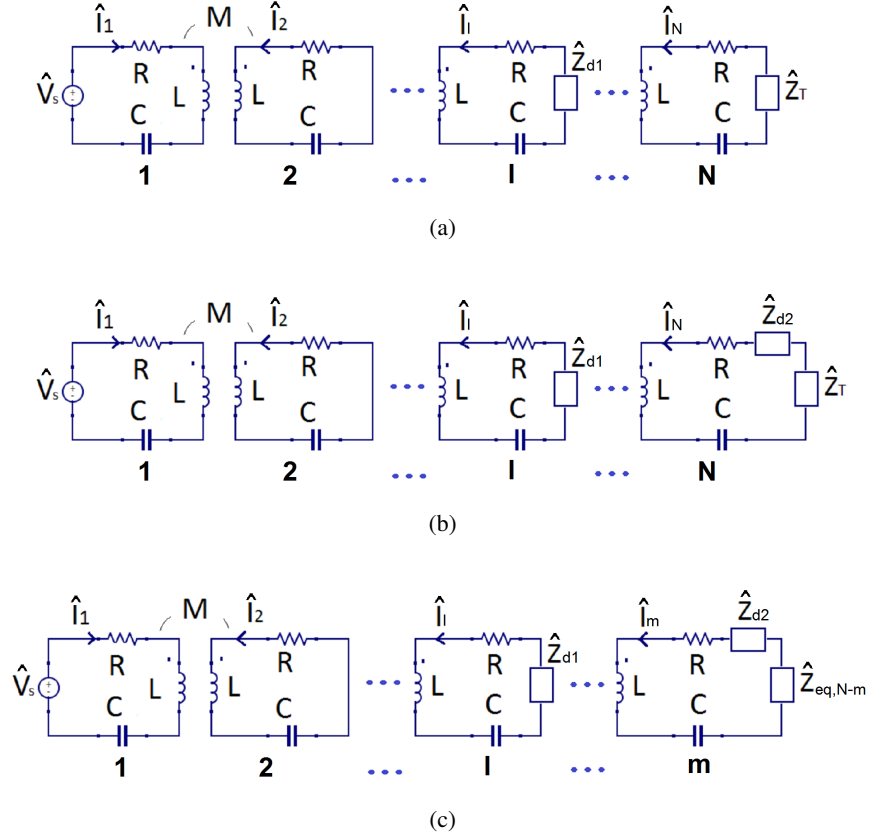 Î1 M Î2 Îl ÎN
V̂s R L L R L R Ẑd1 L R ẐT
C C C C
1 2 ... l ... N
(a)
Î1 M Î2 Îl ÎN Ẑd2
V̂s R L L R L R Ẑd1 L R ẐT
C C C C
1 2 ... l ... N
(b)
Î1 M Î2 Îl Îm Ẑd2
V̂s R L L R L R Ẑd1 L R Ẑeq,N-m
C C C C
1 2 ... l ... m
(c)